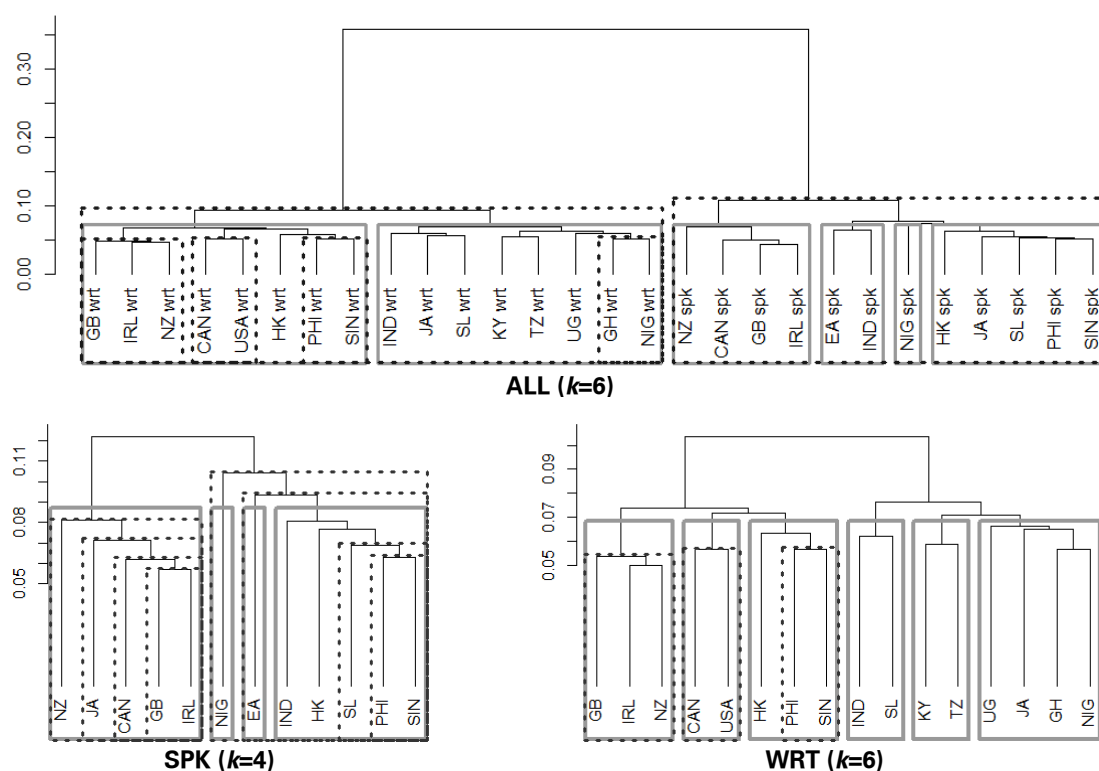 0.30
0.20
0.10
0.00
GB wrt
IRL wrt
NZ wrt
CAN wrt
USA wrt
HK wrt
PHI wrt
SIN wrt
IND wrt
JA wrt
SL wrt
KY wrt
TZ wrt
UG wrt
GH wrt
NIG wrt
NZ spk
CAN spk
GB spk
IRL spk
EA spk
IND spk
NIG spk
HK spk
JA spk
SL spk
PHI spk
SIN spk
ALL (k=6)
0.11
0.08
0.05
NZ
JA
CAN
GB
IRL
NIG
EA
IND
HK
SL
PHI
SIN
SPK (k=4)
0.09
0.07
0.05
GB
IRL
NZ
CAN
USA
HK
PHI
SIN
IND
SL
KY
TZ
UG
JA
GH
NIG
WRT (k=6)